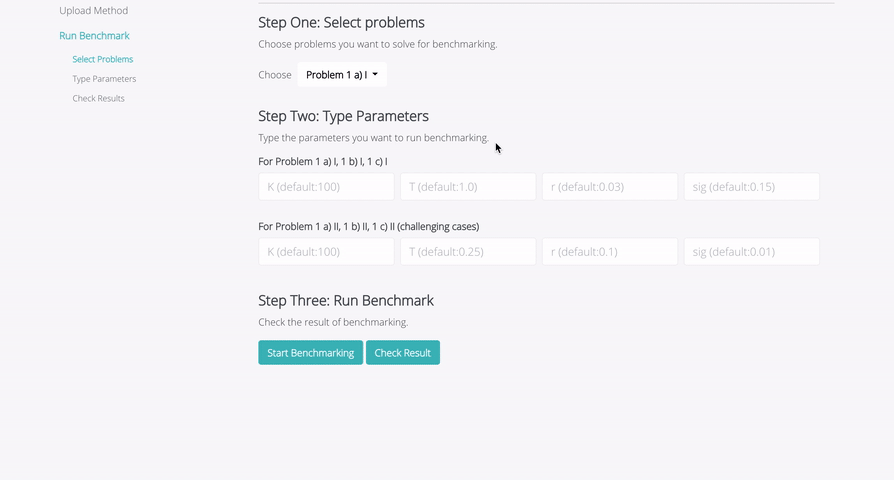 Upload Method
Run Benchmark
Select Problems
Type Parameters
Check Results
Step One: Select problems
Choose problems you want to solve for benchmarking.
Choose Problem 1 a) I
Step Two: Type Parameters
Type the parameters you want to run benchmarking.
For Problem 1 a) I, 1 b) I, 1 c) I
K (default:100) T (default:1.0) r (default:0.03) sig (default:0.15)
For Problem 1 a) II, 1 b) II, 1 c) II (challenging cases)
K (default:100) T (default:0.25) r (default:0.1) sig (default:0.01)
Step Three: Run Benchmark
Check the result of benchmarking.
Start Benchmarking Check Result